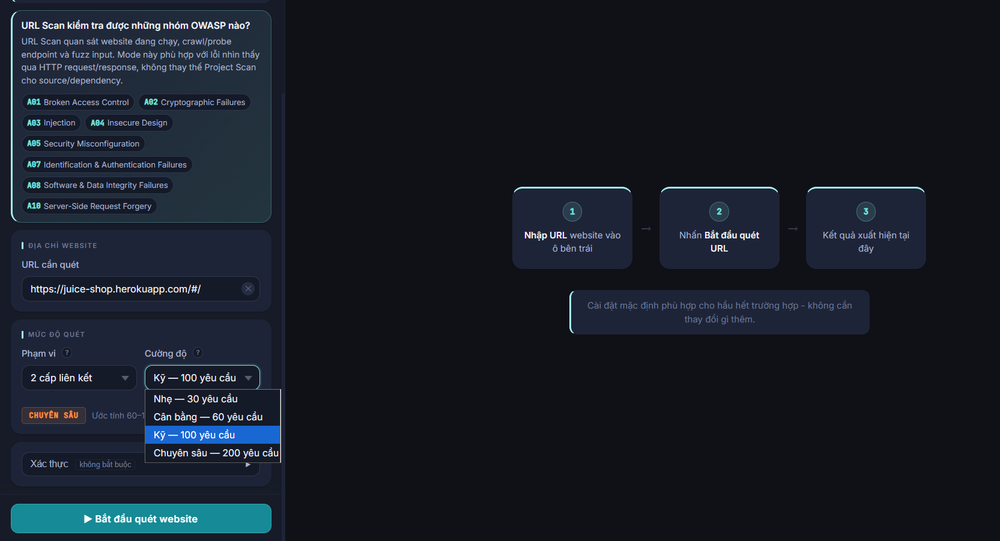 URL Scan kiểm tra được những nhóm OWASP nào?
URL Scan quan sát website đang chạy, crawl/probe
endpoint và fuzz input. Mode này phù hợp với lỗi nhìn thấy
qua HTTP request/response, không thay thế Project Scan
cho source/dependency.
A01 Broken Access Control
A02 Cryptographic Failures
A03 Injection
A04 Insecure Design
A05 Security Misconfiguration
A07 Identification & Authentication Failures
A08 Software & Data Integrity Failures
A10 Server-Side Request Forgery
ĐỊA CHỈ WEBSITE
URL cần quét
https://juice-shop.herokuapp.com/#/
MỨC ĐỘ QUÉT
Phạm vi ?
Cường độ ?
2 cấp liên kết
Kỹ — 100 yêu cầu
Nhẹ — 30 yêu cầu
Cân bằng — 60 yêu cầu
Kỹ — 100 yêu cầu
Chuyên sâu — 200 yêu cầu
CHUYÊN SÂU
Ước tính 60–1
Xác thực không bắt buộc
▶ Bắt đầu quét website
1
Nhập URL website vào
ô bên trái
→
2
Nhấn Bắt đầu quét
URL
→
3
Kết quả xuất hiện tại
đây
Cài đặt mặc định phù hợp cho hầu hết trường hợp - không cần
thay đổi gì thêm.